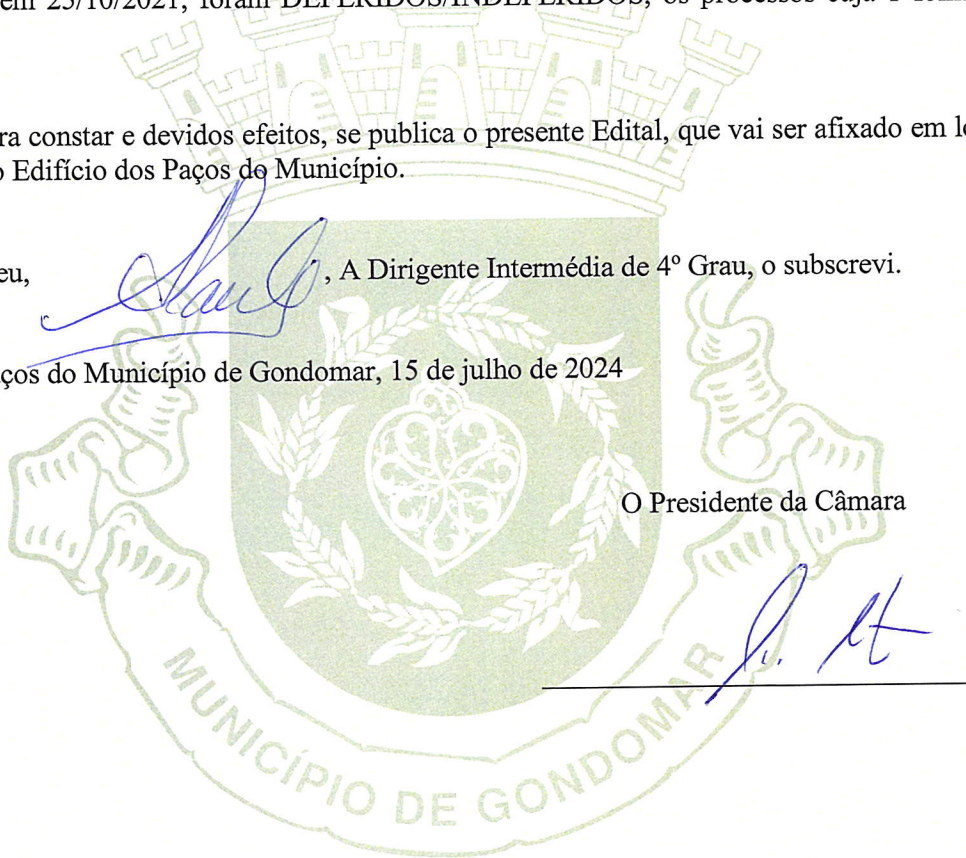 em 25/10/2021, foram DEFERIDOS/INDEFERIDOS, os processos cuja
ra constar e devidos efeitos, se publica o presente Edital, que vai ser afixado em
o Edifício dos Paços do Município.
eu, , A Dirigente Intermédia de 4º Grau, o subscrevi.
ços do Município de Gondomar, 15 de julho de 2024
O Presidente da Câmara
MUNICÍPIO DE GONDOMAR